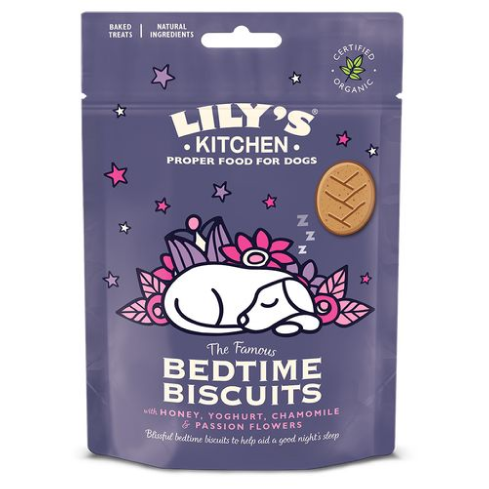 BAKED
TREATS
NATURAL
INGREDIENTS
CERTIFIED
ORGANIC
LILY'S®
• KITCHEN •
PROPER FOOD FOR DOGS
Z
Z
Z
The Famous
BEDTIME
BISCUITS
with HONEY, YOGHURT, CHAMOMILE
& PASSION FLOWERS
Blissful bedtime biscuits to help aid a good night's sleep